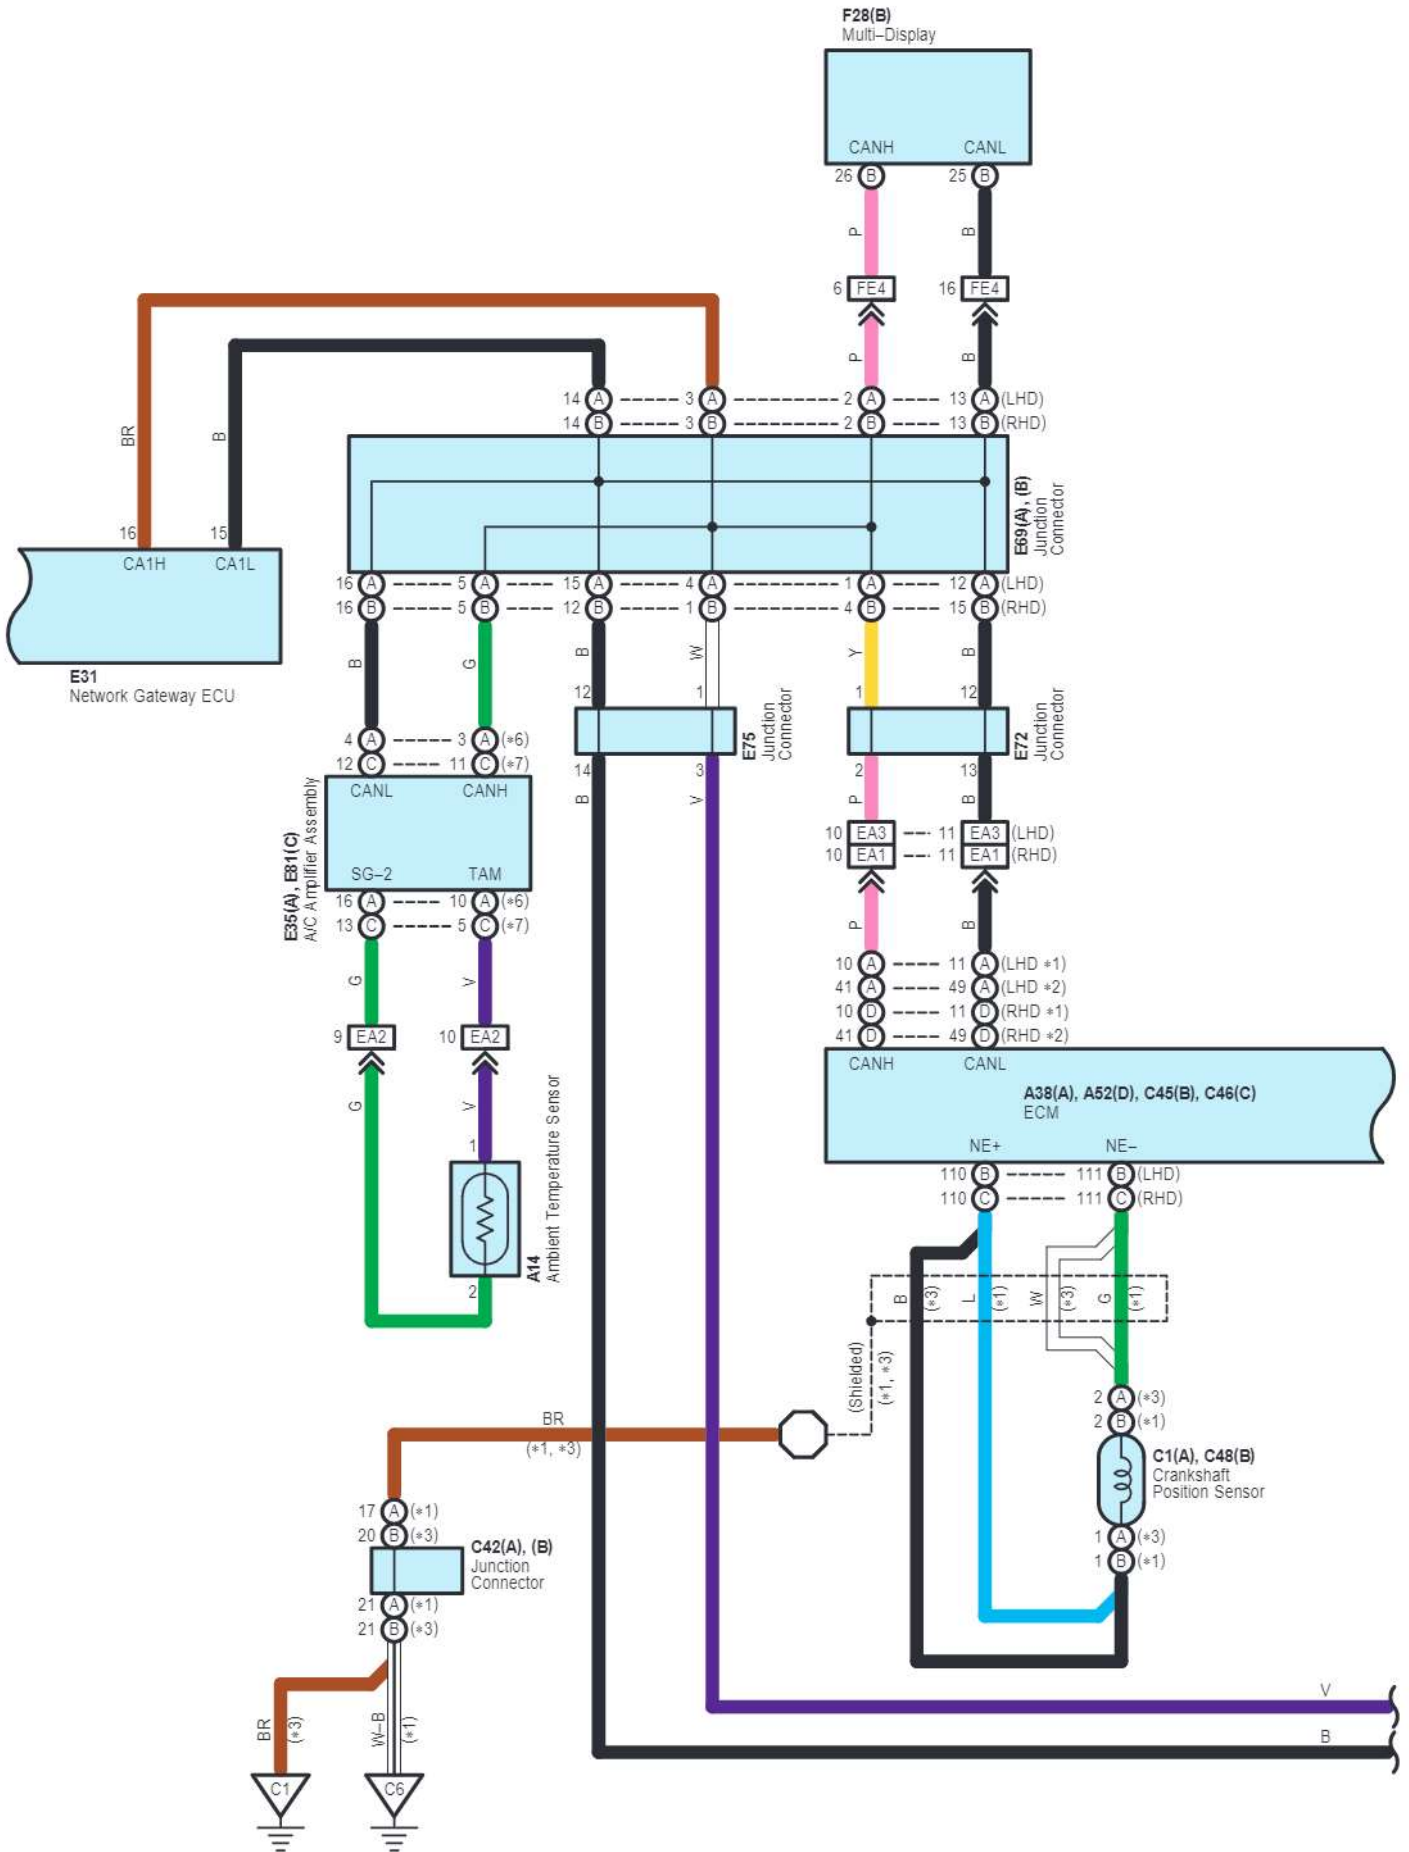 F28(B)
Multi–Display
CANH CANL
26 B 25 B
P B
6 FE4 16 FE4
P B
14 A 3 A 2 A 13 A (LHD)
14 B 3 B 2 B 13 B (RHD)
BR B
E69(A), (B)
Junction
Connector
16 15
CA1H CA1L
E31
Network Gateway ECU
16 A 5 A 15 A 4 A 1 A 12 A (LHD)
16 B 5 B 12 B 1 B 4 B 15 B (RHD)
B G B W Y B
12 1 1 12
E75
Junction
Connector
E72
Junction
Connector
14 3 2 13
B V P B
4 A 3 A (∗6)
12 C 11 C (∗7)
CANL CANH
E35(A), E81(C)
A/C Amplifier Assembly
SG–2 TAM
16 A 10 A (∗6)
13 C 5 C (∗7)
10 EA3 11 EA3 (LHD)
10 EA1 11 EA1 (RHD)
P B
G V
9 EA2 10 EA2
G V
10 A 11 A (LHD ∗1)
41 A 49 A (LHD ∗2)
10 D 11 D (RHD ∗1)
41 D 49 D (RHD ∗2)
CANH CANL
A38(A), A52(D), C45(B), C46(C)
ECM
NE+ NE–
110 B 111 B (LHD)
110 C 111 C (RHD)
1
A14
Ambient Temperature Sensor
2
B (∗3) L (∗1) W (∗3) G (∗1)
(Shielded)
(∗1, ∗3)
BR
(∗1, ∗3)
2 A (∗3)
2 B (∗1)
C1(A), C48(B)
Crankshaft
Position Sensor
1 A (∗3)
1 B (∗1)
17 A (∗1)
20 B (∗3)
C42(A), (B)
Junction
Connector
21 A (∗1)
21 B (∗3)
BR (∗3) W–B (∗1)
C1 C6
V
B